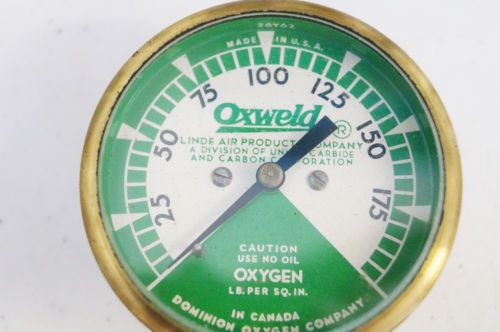 26Y62
MADE IN U.S.A.
25
50
75
100
125
150
175
Oxweld
R
LINDE AIR PRODUCTS COMPANY
A DIVISION OF UNION CARBIDE
AND CARBON CORPORATION
CAUTION
USE NO OIL
OXYGEN
LB. PER SQ. IN.
IN CANADA
DOMINION OXYGEN COMPANY